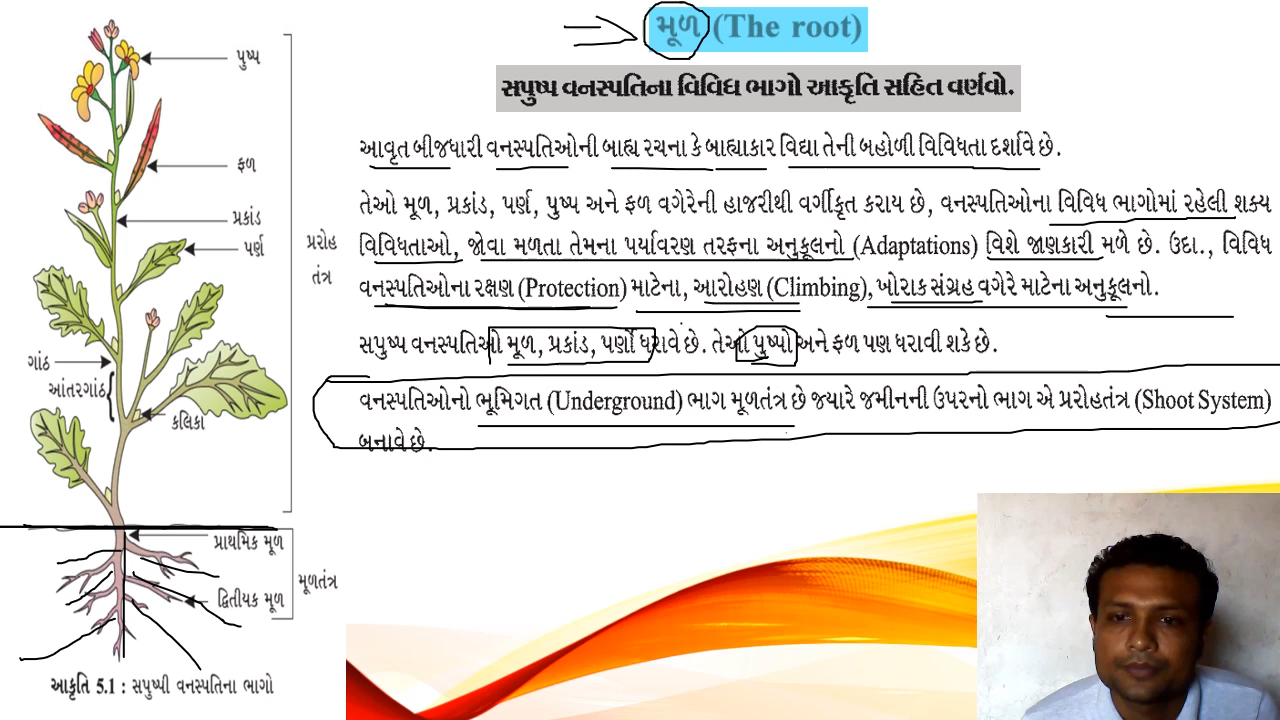 મૂળ (The root)
સપુષ્પ વનસ્પતિના વિવિધ ભાગો આકૃતિ સહિત વર્ણવો.
આવૃત બીજધારી વનસ્પતિઓની બાહ્ય રચના કે બાહ્યાકાર વિદ્યા તેની બહોળી વિવિધતા દર્શાવે છે.
તેઓ મૂળ, પ્રકાંડ, પર્ણ, પુષ્પ અને ફળ વગેરેની હાજરીથી વર્ગીકૃત કરાય છે, વનસ્પતિઓના વિવિધ ભાગોમાં રહેલી શક્ય
વિવિધતાઓ, જોવા મળતા તેમના પર્યાવરણ તરફના અનુકૂલનો (Adaptations) વિશે જાણકારી મળે છે. ઉદા., વિવિધ
વનસ્પતિઓના રક્ષણ (Protection) માટેના, આરોહણ (Climbing), ખોરાક સંગ્રહ વગેરે માટેના અનુકૂલનો.
સપુષ્પ વનસ્પતિઓ મૂળ, પ્રકાંડ, પર્ણો ધરાવે છે. તેઓ પુષ્પો અને ફળ પણ ધરાવી શકે છે.
વનસ્પતિઓનો ભૂમિગત (Underground) ભાગ મૂળતંત્ર છે જ્યારે જમીનની ઉપરનો ભાગ એ પ્રરોહતંત્ર (Shoot System)
બનાવે છે.
પુષ્પ
ફળ
પ્રકાંડ
પર્ણ
પ્રરોહ
તંત્ર
ગાંઠ
આંતરગાંઠ
કલિકા
પ્રાથમિક મૂળ
મૂળતંત્ર
દ્વિતીયક મૂળ
આકૃતિ 5.1 : સપુષ્પી વનસ્પતિના ભાગો